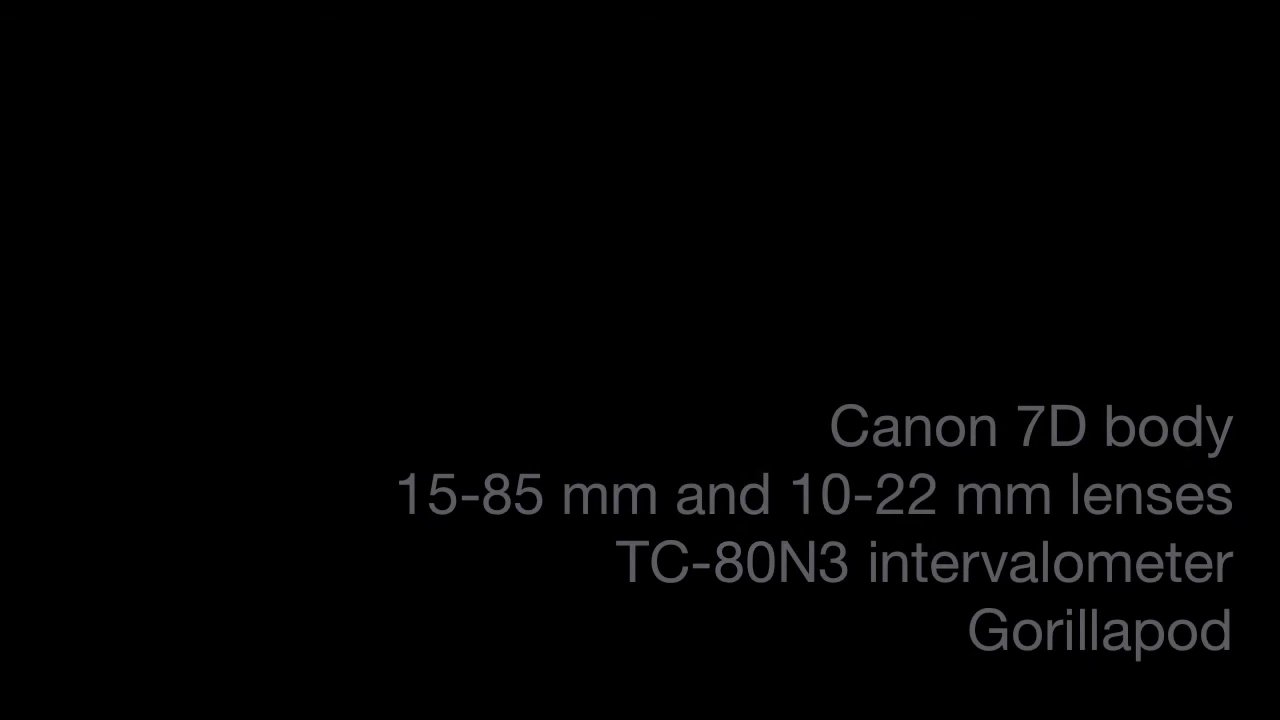 Canon 7D body
15-85 mm and 10-22 mm lenses
TC-80N3 intervalometer
Gorillapod